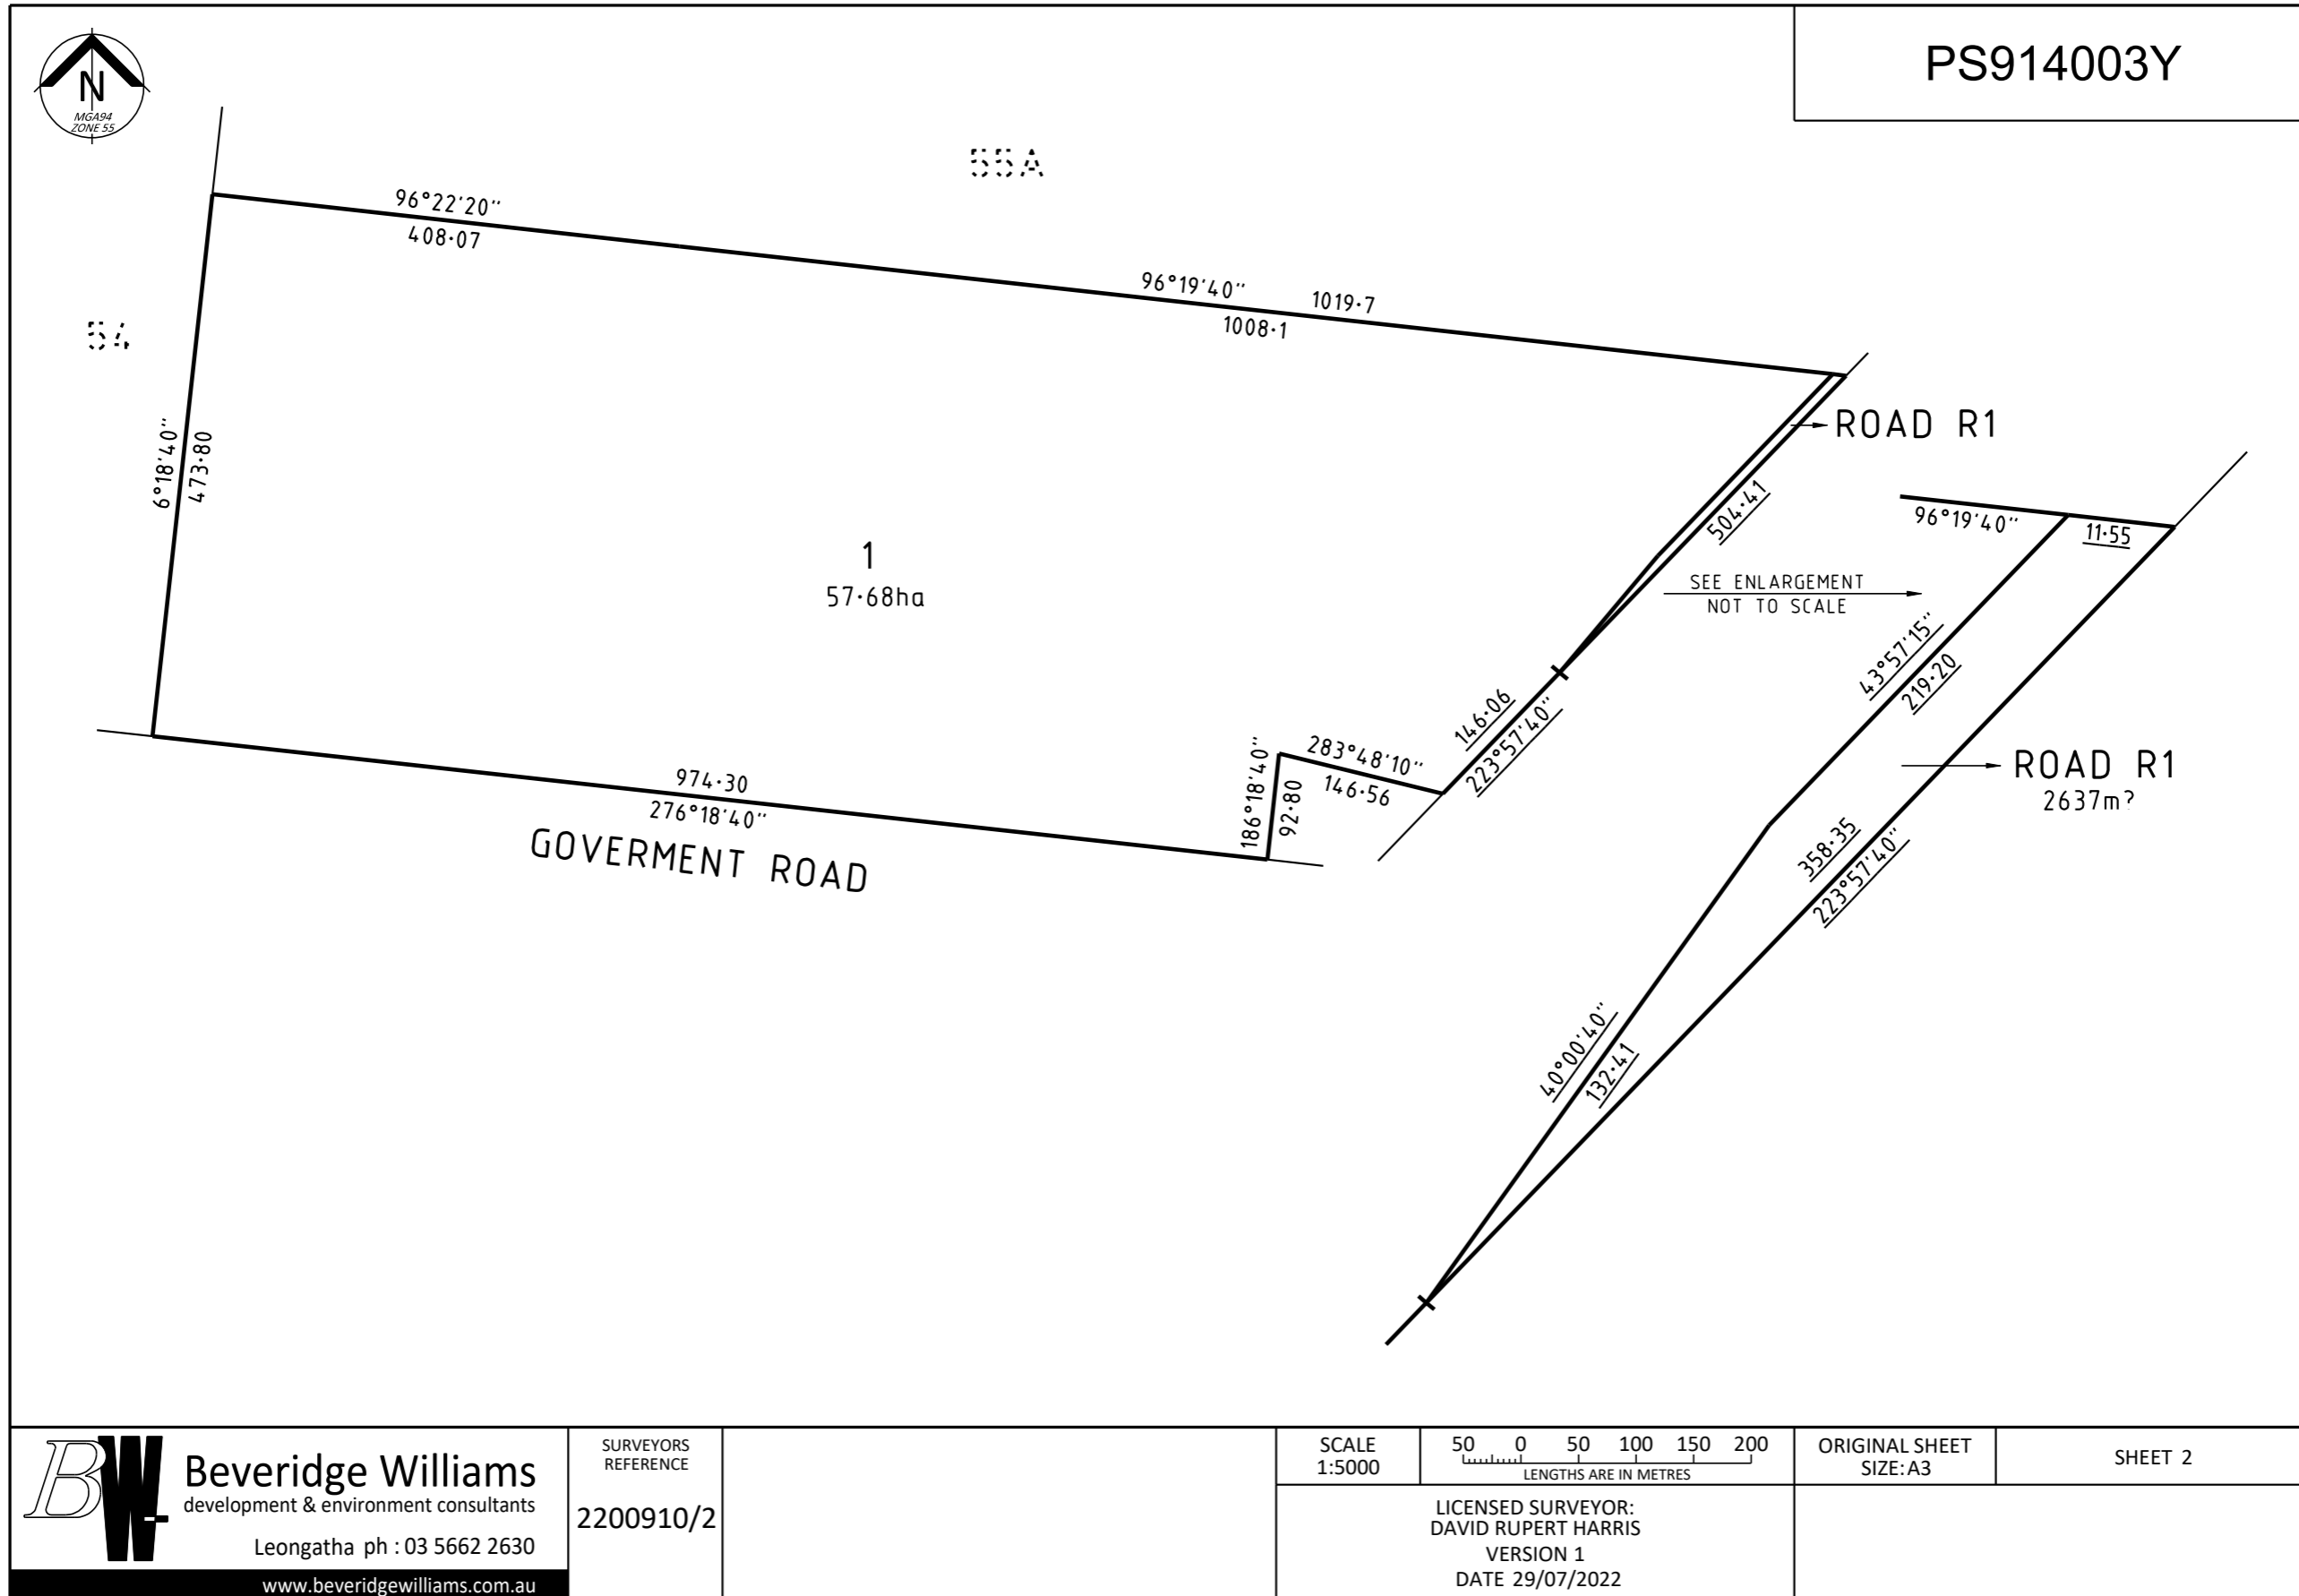 PS914003Y
N
MGA94
ZONE 55
55A
96°22'20''
408·07
96°19'40''
1019·7
1008·1
54
6°18'40''
473·80
ROAD R1
504·41
1
57·68ha
96°19'40''
11·55
SEE ENLARGEMENT
NOT TO SCALE
43°57'15''
219·20
146·06
223°57'40''
283°48'10''
146·56
186°18'40''
92·80
974·30
276°18'40''
GOVERMENT ROAD
ROAD R1
2637m?
358·35
223°57'40''
40°00'40''
132·41
BW
Beveridge Williams
development & environment consultants
Leongatha ph : 03 5662 2630
www.beveridgewilliams.com.au
SURVEYORS
REFERENCE
2200910/2
SCALE
1:5000
50 0 50 100 150 200
LENGTHS ARE IN METRES
ORIGINAL SHEET
SIZE: A3
SHEET 2
LICENSED SURVEYOR:
DAVID RUPERT HARRIS
VERSION 1
DATE 29/07/2022